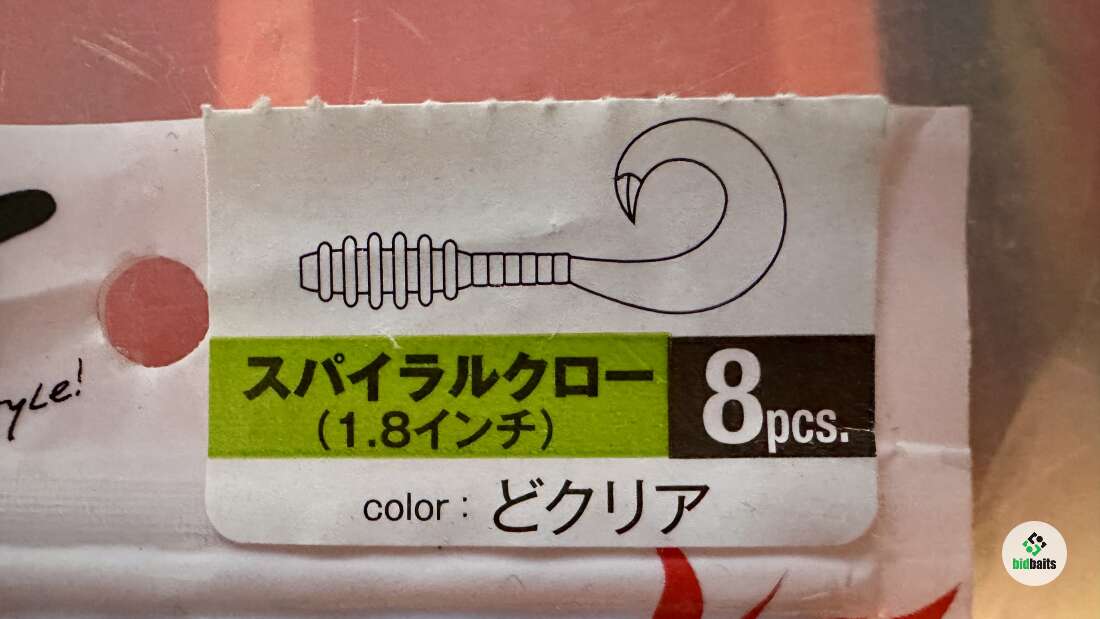 スパイラルクロー
(1.8インチ)
8pcs.
color : どクリア
yle!
bidbaits